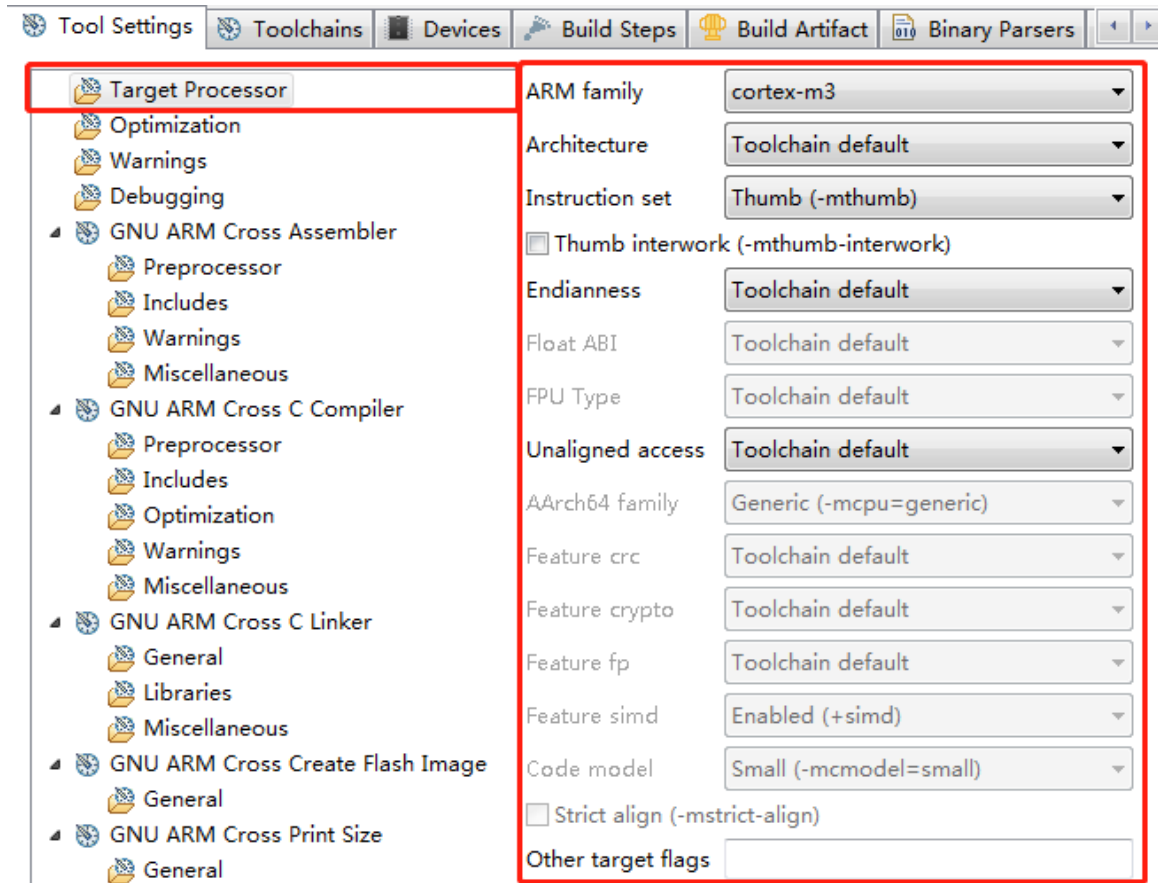 Tool Settings Toolchains Devices Build Steps Build Artifact Binary Parsers
Target Processor
Optimization
Warnings
Debugging
GNU ARM Cross Assembler
Preprocessor
Includes
Warnings
Miscellaneous
GNU ARM Cross C Compiler
Preprocessor
Includes
Optimization
Warnings
Miscellaneous
GNU ARM Cross C Linker
General
Libraries
Miscellaneous
GNU ARM Cross Create Flash Image
General
GNU ARM Cross Print Size
General
ARM family cortex-m3
Architecture Toolchain default
Instruction set Thumb (-mthumb)
Thumb interwork (-mthumb-interwork)
Endianness Toolchain default
Float ABI Toolchain default
FPU Type Toolchain default
Unaligned access Toolchain default
AArch64 family Generic (-mcpu=generic)
Feature crc Toolchain default
Feature crypto Toolchain default
Feature fp Toolchain default
Feature simd Enabled (+simd)
Code model Small (-mcmodel=small)
Strict align (-mstrict-align)
Other target flags